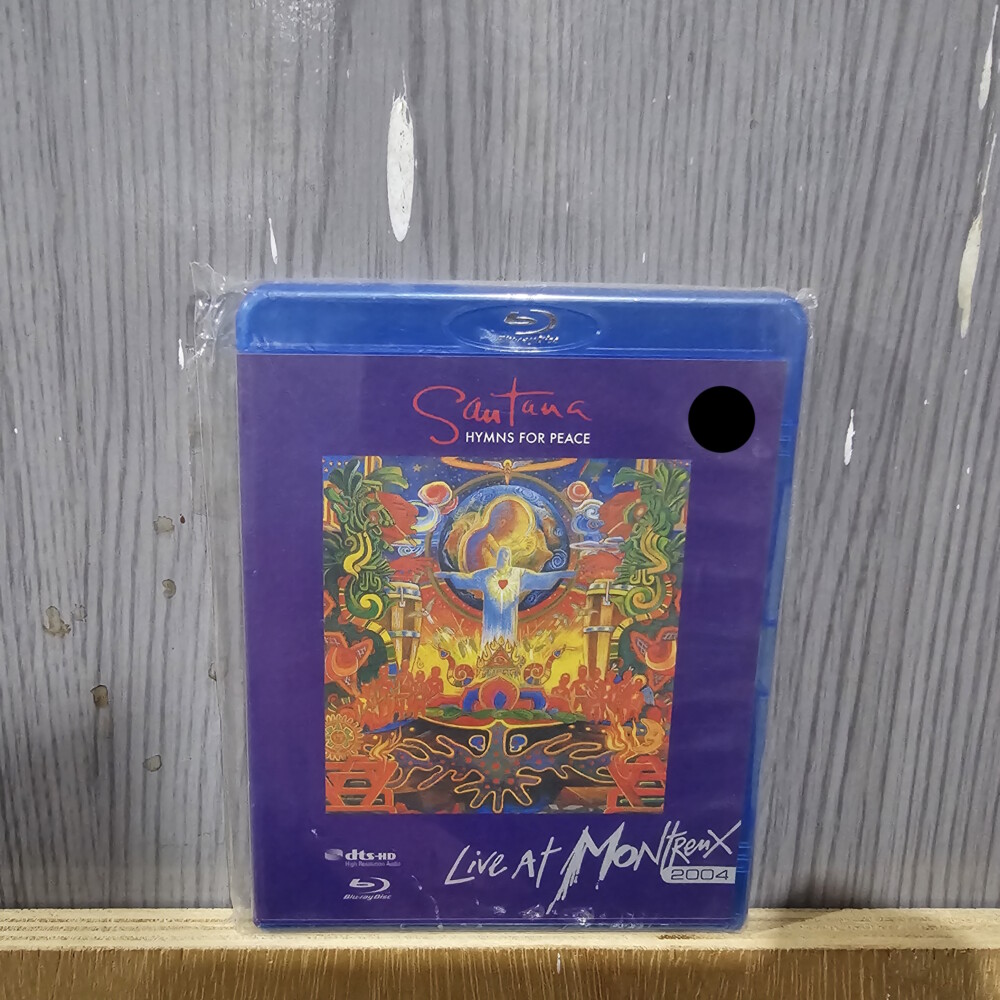 Santana
HYMNS FOR PEACE
dts-HD
High Resolution Audio
Blu-ray Disc
Live At MONTREUX
2004